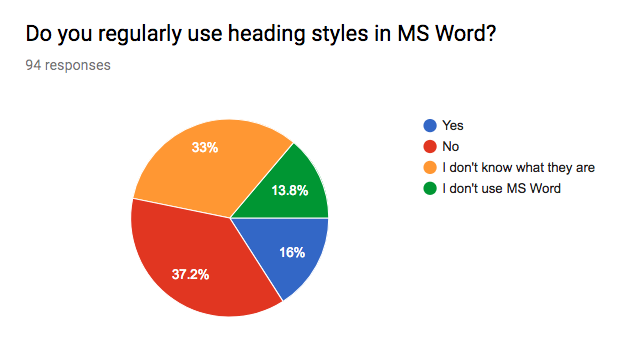 Do you regularly use heading styles in MS Word?
94 responses
Yes
No
I don't know what they are
I don't use MS Word
33%
13.8%
16%
37.2%